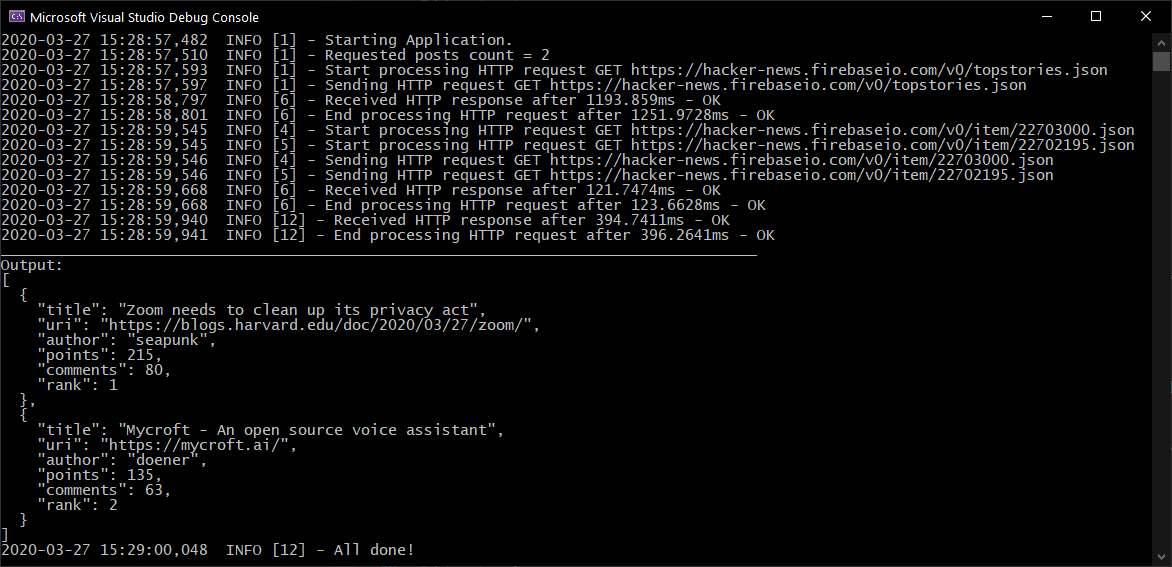 Microsoft Visual Studio Debug Console
2020-03-27 15:28:57,482  INFO [1] - Starting Application.
2020-03-27 15:28:57,510  INFO [1] - Requested posts count = 2
2020-03-27 15:28:57,593  INFO [1] - Start processing HTTP request GET https://hacker-news.firebaseio.com/v0/topstories.json
2020-03-27 15:28:57,597  INFO [1] - Sending HTTP request GET https://hacker-news.firebaseio.com/v0/topstories.json
2020-03-27 15:28:58,797  INFO [6] - Received HTTP response after 1193.859ms - OK
2020-03-27 15:28:58,801  INFO [6] - End processing HTTP request after 1251.9728ms - OK
2020-03-27 15:28:59,545  INFO [4] - Start processing HTTP request GET https://hacker-news.firebaseio.com/v0/item/22703000.json
2020-03-27 15:28:59,545  INFO [5] - Start processing HTTP request GET https://hacker-news.firebaseio.com/v0/item/22702195.json
2020-03-27 15:28:59,546  INFO [4] - Sending HTTP request GET https://hacker-news.firebaseio.com/v0/item/22703000.json
2020-03-27 15:28:59,546  INFO [5] - Sending HTTP request GET https://hacker-news.firebaseio.com/v0/item/22702195.json
2020-03-27 15:28:59,668  INFO [6] - Received HTTP response after 121.7474ms - OK
2020-03-27 15:28:59,668  INFO [6] - End processing HTTP request after 123.6628ms - OK
2020-03-27 15:28:59,940  INFO [12] - Received HTTP response after 394.7411ms - OK
2020-03-27 15:28:59,941  INFO [12] - End processing HTTP request after 396.2641ms - OK
____________________________________________________________________________________
Output:
[
  {
    "title": "Zoom needs to clean up its privacy act",
    "uri": "https://blogs.harvard.edu/doc/2020/03/27/zoom/",
    "author": "seapunk",
    "points": 215,
    "comments": 80,
    "rank": 1
  },
  {
    "title": "Mycroft - An open source voice assistant",
    "uri": "https://mycroft.ai/",
    "author": "doener",
    "points": 135,
    "comments": 63,
    "rank": 2
  }
]
2020-03-27 15:29:00,048  INFO [12] - All done!